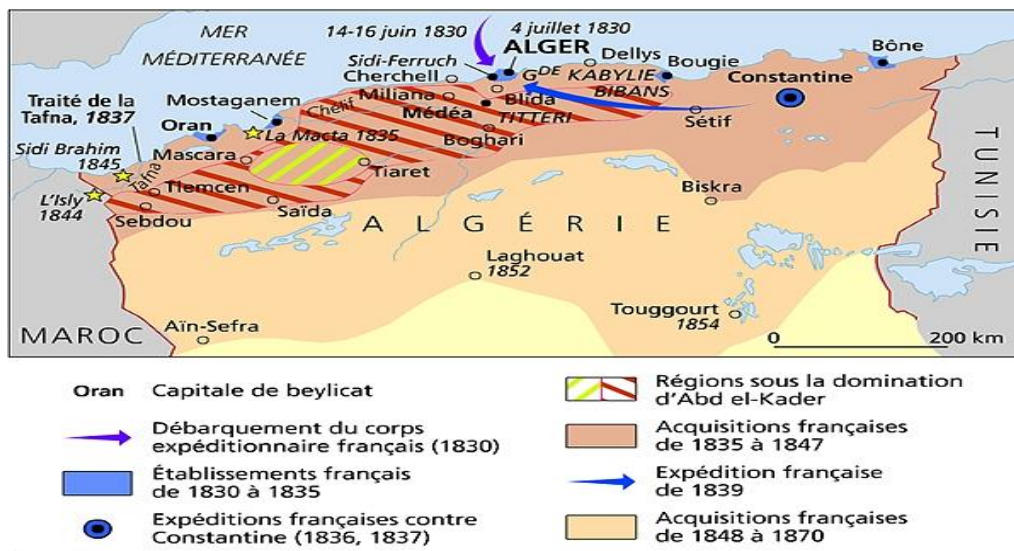 MER
MÉDITERRANÉE
14-16 juin 1830
4 juillet 1830
ALGER
Sidi-Ferruch
Cherchell
Dellys
GDE KABYLIE
Bougie
Bône
Constantine
BIBANS
Miliana
Blida
Médéa
TITTERI
Sétif
Boghari
Chélif
Mostaganem
Traité de la
Tafna, 1837
Oran
La Macta 1835
Sidi Brahim
1845
Mascara
Tiaret
Tafna
Tlemcen
L'Isly
1844
Sebdou
Saïda
Biskra
ALGÉRIE
TUNISIE
Laghouat
1852
Touggourt
1854
MAROC
Aïn-Sefra
0 200 km
Oran Capitale de beylicat
Débarquement du corps
expéditionnaire français (1830)
Établissements français
de 1830 à 1835
Expéditions françaises contre
Constantine (1836, 1837)
Régions sous la domination
d'Abd el-Kader
Acquisitions françaises
de 1835 à 1847
Expédition française
de 1839
Acquisitions françaises
de 1848 à 1870